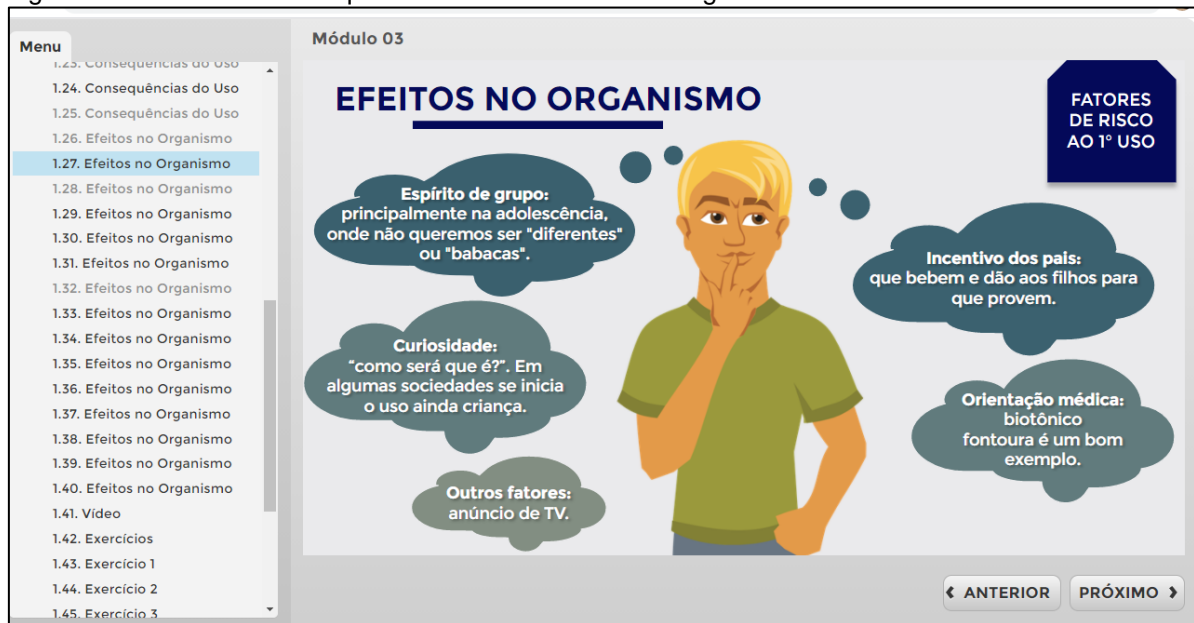 Menu
1.23. Consequências do Uso
1.24. Consequências do Uso
1.25. Consequências do Uso
1.26. Efeitos no Organismo
1.27. Efeitos no Organismo
1.28. Efeitos no Organismo
1.29. Efeitos no Organismo
1.30. Efeitos no Organismo
1.31. Efeitos no Organismo
1.32. Efeitos no Organismo
1.33. Efeitos no Organismo
1.34. Efeitos no Organismo
1.35. Efeitos no Organismo
1.36. Efeitos no Organismo
1.37. Efeitos no Organismo
1.38. Efeitos no Organismo
1.39. Efeitos no Organismo
1.40. Efeitos no Organismo
1.41. Vídeo
1.42. Exercícios
1.43. Exercício 1
1.44. Exercício 2
1.45. Exercício 3
Módulo 03
EFEITOS NO ORGANISMO
FATORES
DE RISCO
AO 1º USO
Espírito de grupo:
principalmente na adolescência,
onde não queremos ser "diferentes"
ou "babacas".
Curiosidade:
“como será que é?”. Em
algumas sociedades se inicia
o uso ainda criança.
Outros fatores:
anúncio de TV.
Incentivo dos pais:
que bebem e dão aos filhos para
que provem.
Orientação médica:
biotônico
fontoura é um bom
exemplo.
ANTERIOR
PRÓXIMO